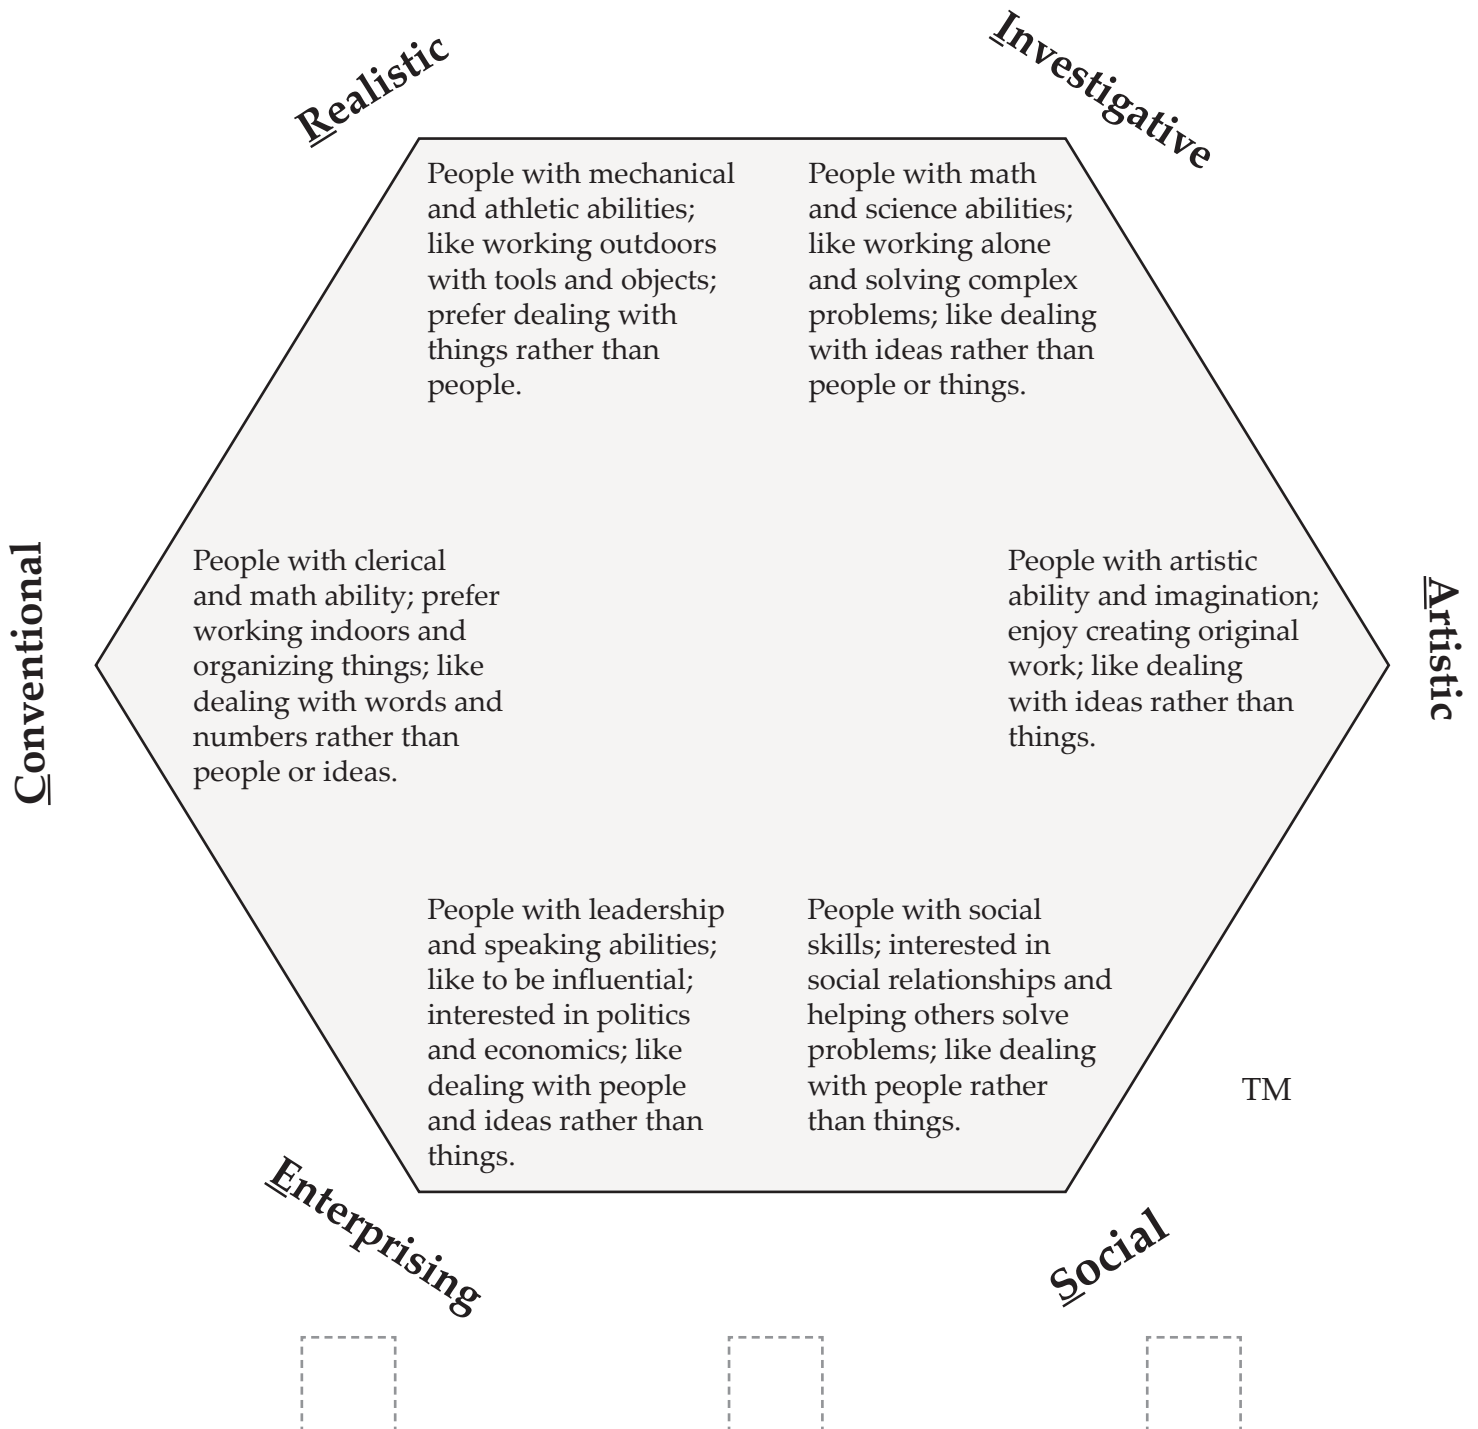 Realistic
Investigative
People with mechanical
and athletic abilities;
like working outdoors
with tools and objects;
prefer dealing with
things rather than
people.
People with math
and science abilities;
like working alone
and solving complex
problems; like dealing
with ideas rather than
people or things.
Conventional
People with clerical
and math ability; prefer
working indoors and
organizing things; like
dealing with words and
numbers rather than
people or ideas.
People with artistic
ability and imagination;
enjoy creating original
work; like dealing
with ideas rather than
things.
Artistic
People with leadership
and speaking abilities;
like to be influential;
interested in politics
and economics; like
dealing with people
and ideas rather than
things.
People with social
skills; interested in
social relationships and
helping others solve
problems; like dealing
with people rather
than things.
TM
Enterprising
Social